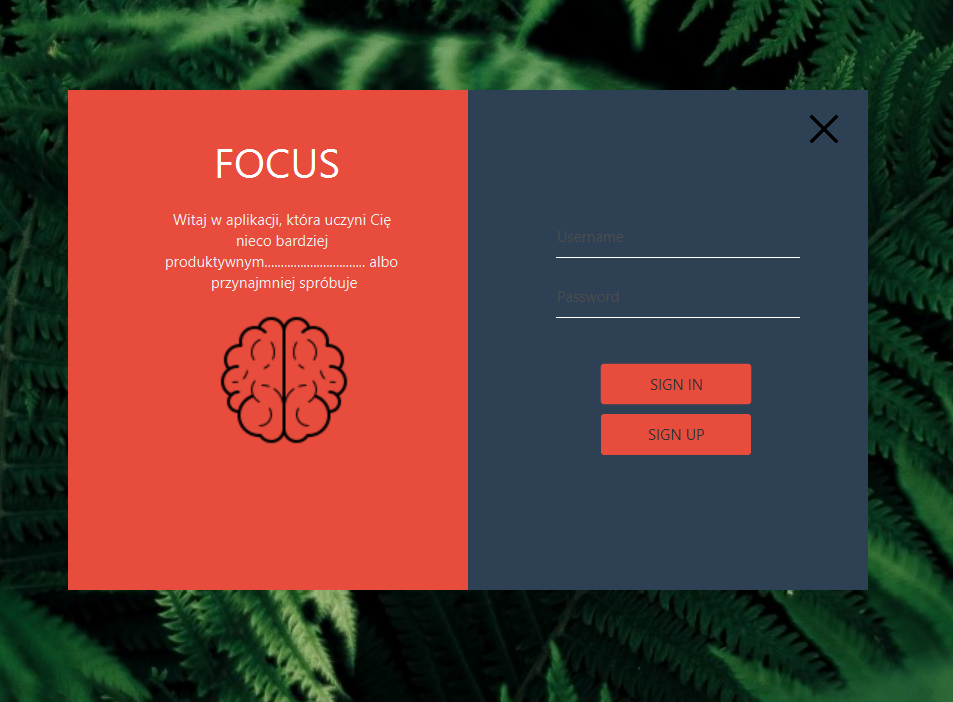 FOCUS
Witaj w aplikacji, która uczyni Cię
nieco bardziej
produktywnym............................... albo
przynajmniej spróbuje
Username
Password
SIGN IN
SIGN UP